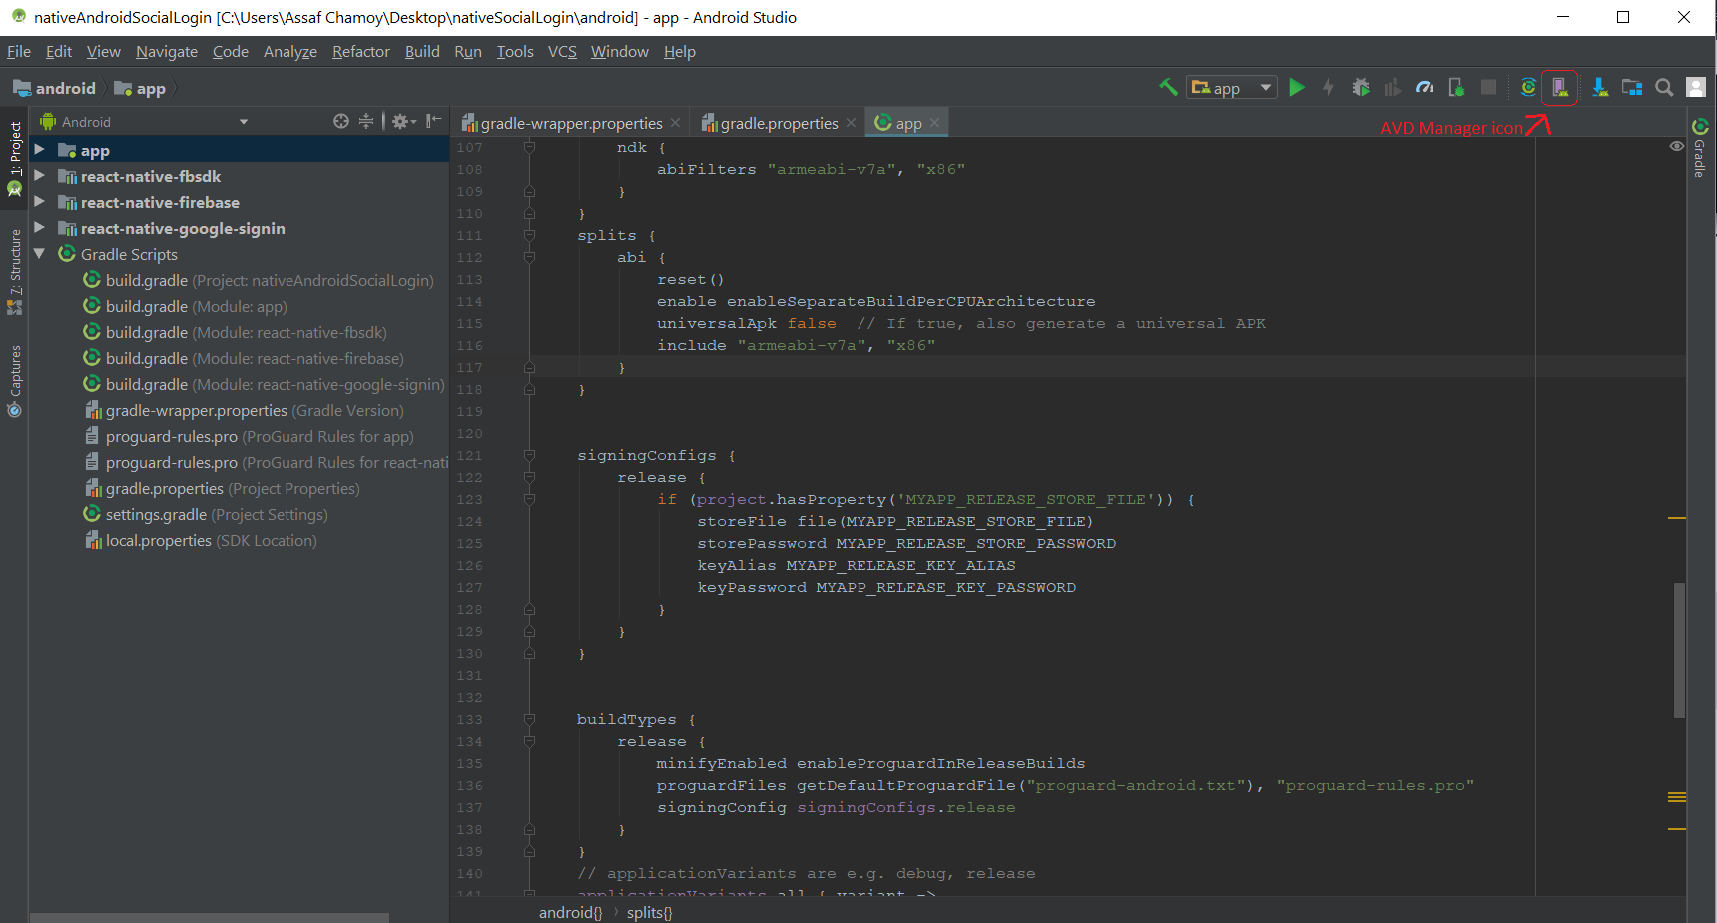 nativeAndroidSocialLogin [C:\Users\Assaf Chamoy\Desktop\nativeSocialLogin\android] - app - Android Studio
File Edit View Navigate Code Analyze Refactor Build Run Tools VCS Window Help
android app
app
AVD Manager icon
Android
1: Project
Z: Structure
Captures
app
react-native-fbsdk
react-native-firebase
react-native-google-signin
Gradle Scripts
build.gradle (Project: nativeAndroidSocialLogin)
build.gradle (Module: app)
build.gradle (Module: react-native-fbsdk)
build.gradle (Module: react-native-firebase)
build.gradle (Module: react-native-google-signin)
gradle-wrapper.properties (Gradle Version)
proguard-rules.pro (ProGuard Rules for app)
proguard-rules.pro (ProGuard Rules for react-nati
gradle.properties (Project Properties)
settings.gradle (Project Settings)
local.properties (SDK Location)
gradle-wrapper.properties gradle.properties app
Gradle
107 ndk {
108 abiFilters "armeabi-v7a", "x86"
109 }
110 }
111 splits {
112 abi {
113 reset()
114 enable enableSeparateBuildPerCPUArchitecture
115 universalApk false // If true, also generate a universal APK
116 include "armeabi-v7a", "x86"
117 }
118 }
119
120
121 signingConfigs {
122 release {
123 if (project.hasProperty('MYAPP_RELEASE_STORE_FILE')) {
124 storeFile file(MYAPP_RELEASE_STORE_FILE)
125 storePassword MYAPP_RELEASE_STORE_PASSWORD
126 keyAlias MYAPP_RELEASE_KEY_ALIAS
127 keyPassword MYAPP_RELEASE_KEY_PASSWORD
128 }
129 }
130 }
131
132
133 buildTypes {
134 release {
135 minifyEnabled enableProguardInReleaseBuilds
136 proguardFiles getDefaultProguardFile("proguard-android.txt"), "proguard-rules.pro"
137 signingConfig signingConfigs.release
138 }
139 }
140 // applicationVariants are e.g. debug, release
141 applicationVariants.all { variant ->
android{} › splits{}